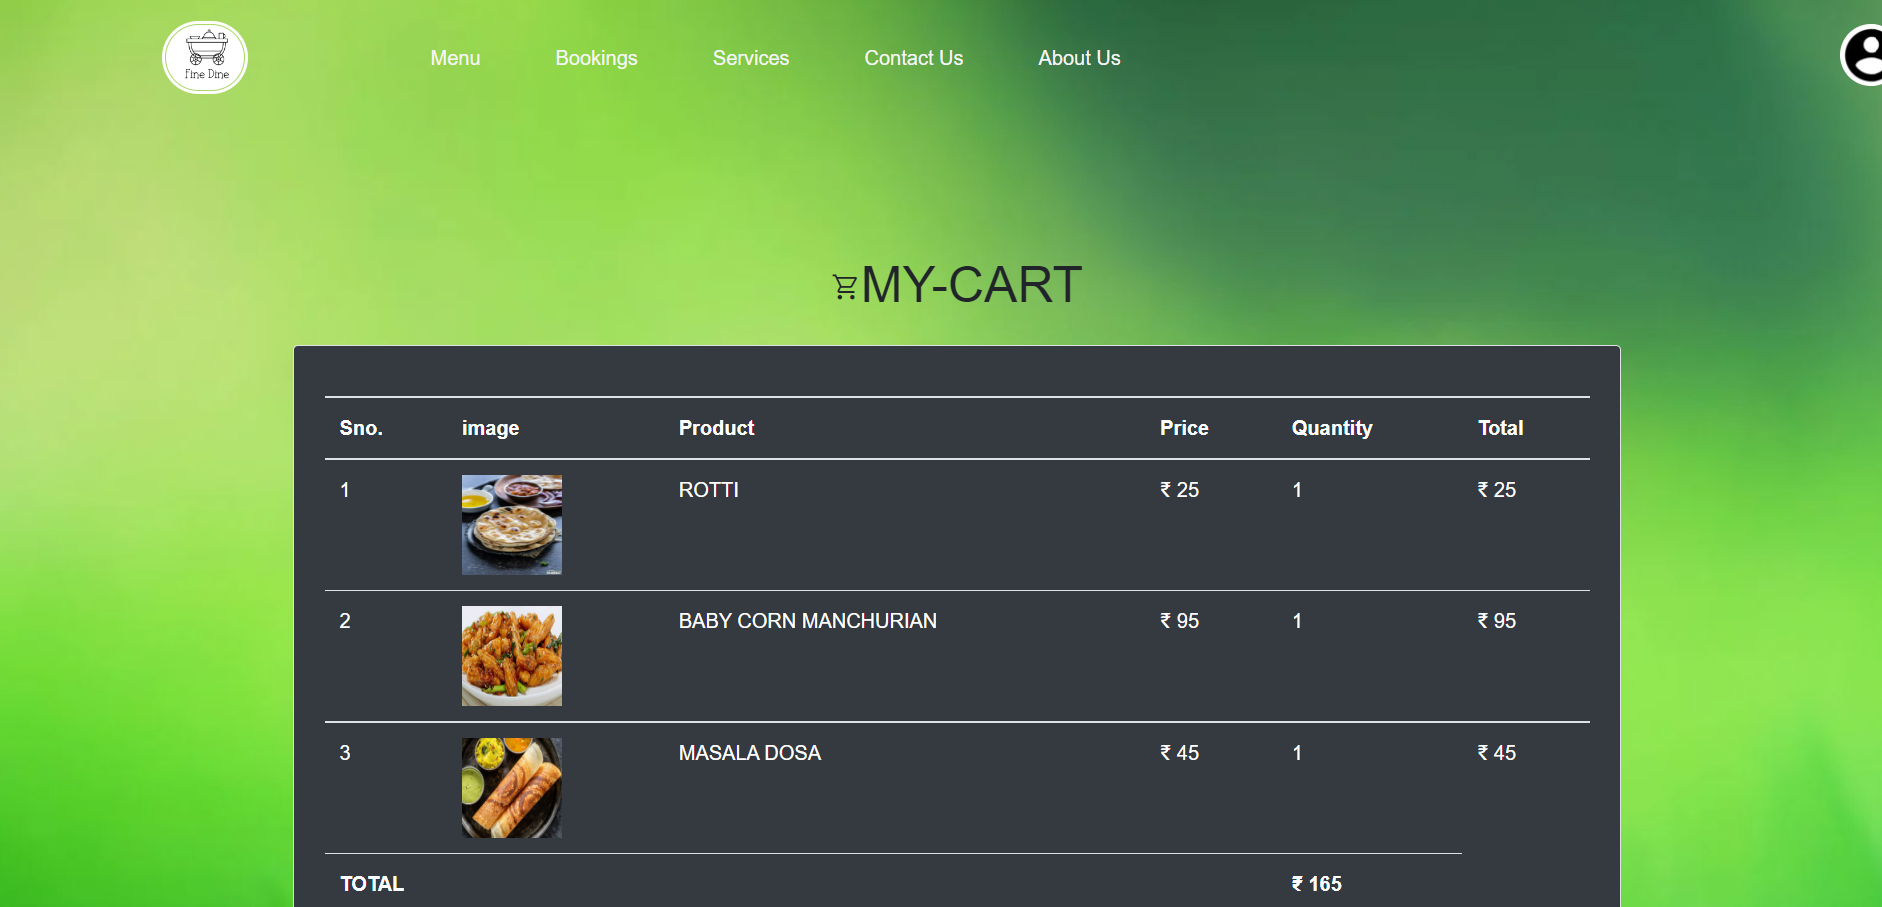 Fine Dine
Menu Bookings Services Contact Us About Us
MY-CART
Sno. image Product Price Quantity Total
1 ROTTI ₹ 25 1 ₹ 25
2 BABY CORN MANCHURIAN ₹ 95 1 ₹ 95
3 MASALA DOSA ₹ 45 1 ₹ 45
TOTAL ₹ 165